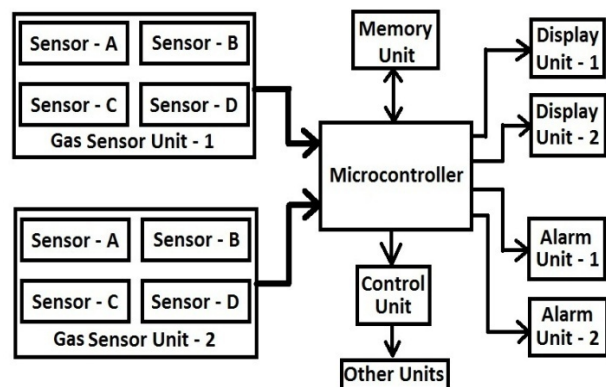 Sensor - A
Sensor - B
Sensor - C
Sensor - D
Gas Sensor Unit - 1
Sensor - A
Sensor - B
Sensor - C
Sensor - D
Gas Sensor Unit - 2
Memory
Unit
Microcontroller
Control
Unit
Other Units
Display
Unit - 1
Display
Unit - 2
Alarm
Unit - 1
Alarm
Unit - 2